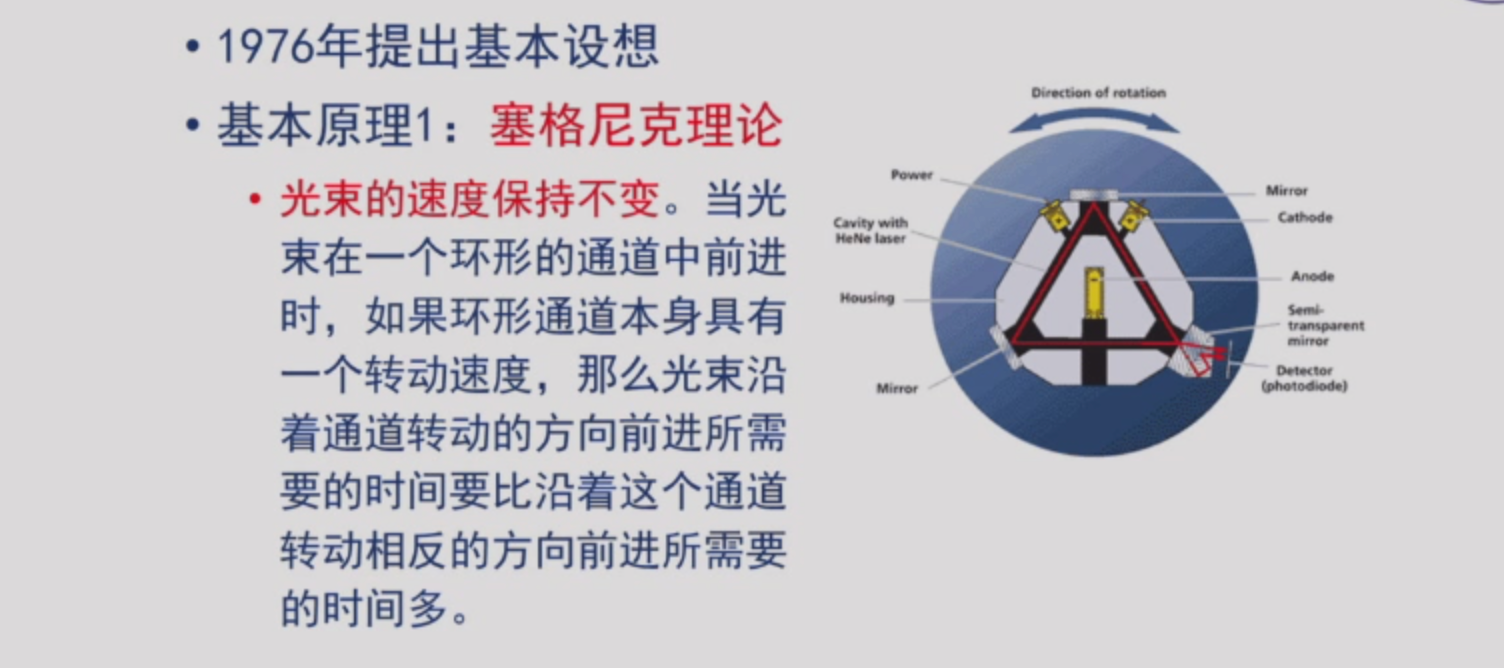 • 1976年提出基本设想
• 基本原理1：塞格尼克理论
• 光束的速度保持不变。当光
束在一个环形的通道中前进
时，如果环形通道本身具有
一个转动速度，那么光束沿
着通道转动的方向前进所需
要的时间要比沿着这个通道
转动相反的方向前进所需要
的时间多。
Direction of rotation
Power
Mirror
Cathode
Cavity with
HeNe laser
Anode
Housing
Semi-
transparent
mirror
Detector
(photodiode)
Mirror